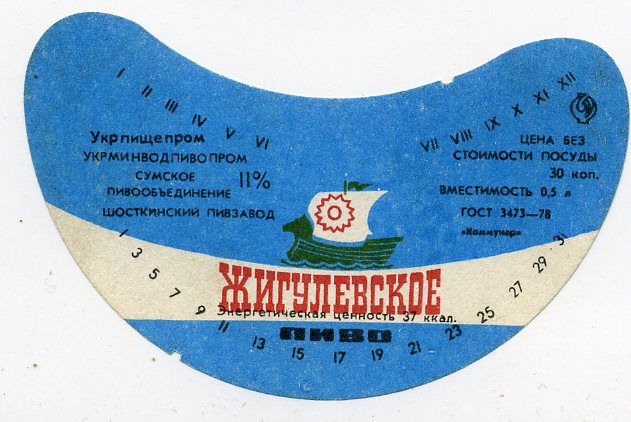 I II III IV V VI
VII VIII IX X XI XII
Укрпищепром
УКРМИНВОДПИВОПРОМ
СУМСКОЕ
ПИВООБЪЕДИНЕНИЕ
11%
ШОСТКИНСКИЙ ПИВЗАВОД
ЦЕНА БЕЗ
СТОИМОСТИ ПОСУДЫ
30 коп.
ВМЕСТИМОСТЬ 0,5 л
ГОСТ 3473—78
«Коммунар»
ЖИГУЛЕВСКОЕ
Энергетическая ценность 37 ккал.
ПИВО
1 3 5 7 9 11 13 15 17 19 21 23 25 27 29 31